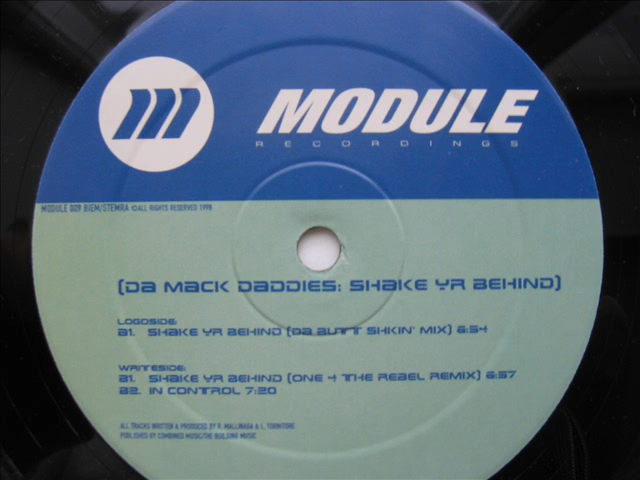 MODULE
RECORDINGS
MODULE 009 BIEM/STEMRA ©ALL RIGHTS RESERVED 1998
(DA MACK DADDIES: SHAKE YR BEHIND)
LOGOSIDE:
A1. SHAKE YR BEHIND (DA BUTT SHKIN' MIX) 6:54
WRITESIDE:
B1. SHAKE YR BEHIND (ONE 4 THE REBEL REMIX) 6:57
B2. IN CONTROL 7:20
ALL TRACKS WRITTEN & PRODUCED BY R. MALLINAGA & L. TORNITORE
PUBLISHED BY COMBINED MUSIC/THE BUILDING MUSIC